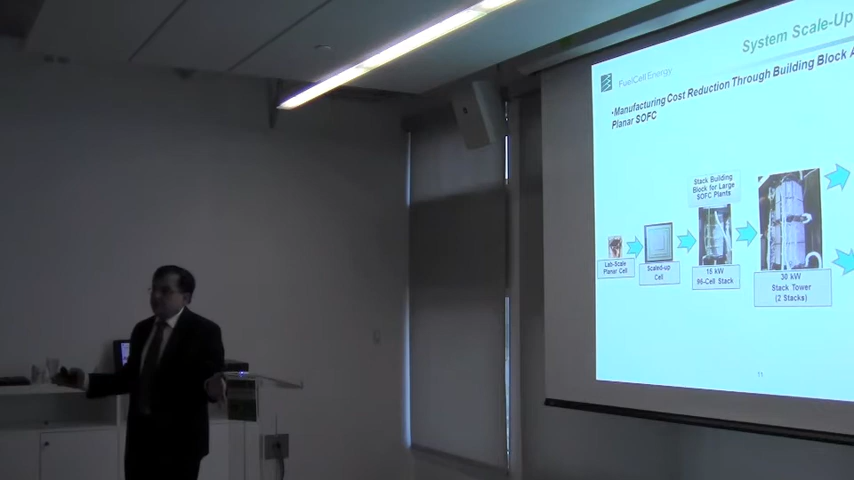 System Scale-Up
FuelCell Energy
•Manufacturing Cost Reduction Through Building Block
Planar SOFC
Stack Building
Block for Large
SOFC Plants
Lab-Scale
Planar Cell
Scaled-up
Cell
15 kW
96-Cell Stack
30 kW
Stack Tower
(2 Stacks)
11